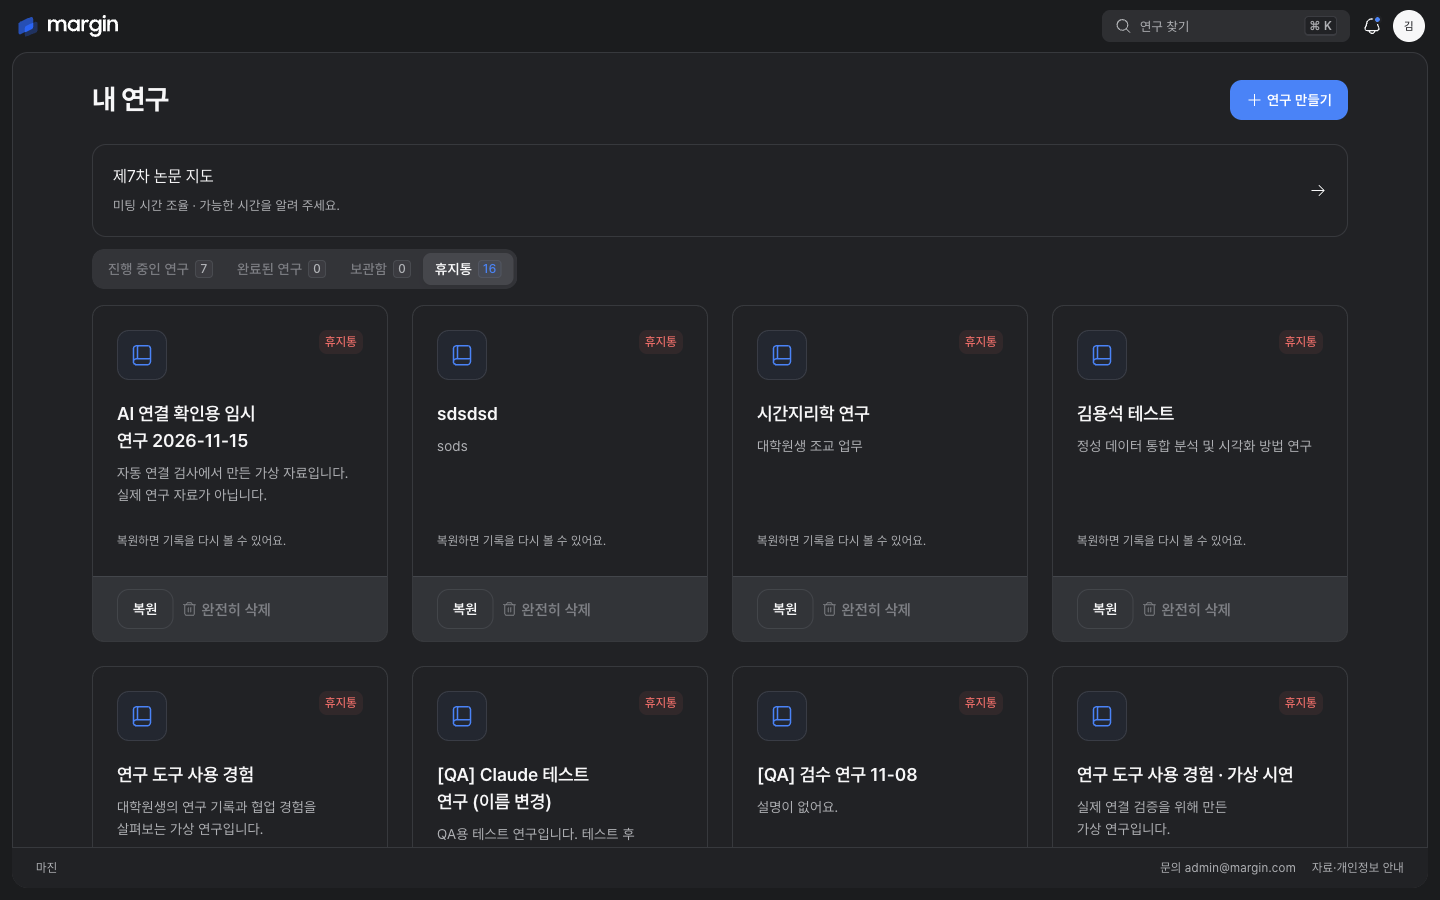 margin
연구 찾기
⌘ K
김
내 연구
연구 만들기
제7차 논문 지도
미팅 시간 조율 · 가능한 시간을 알려 주세요.
진행 중인 연구 7
완료된 연구 0
보관함 0
휴지통 16
휴지통
AI 연결 확인용 임시
연구 2026-11-15
자동 연결 검사에서 만든 가상 자료입니다.
실제 연구 자료가 아닙니다.
복원하면 기록을 다시 볼 수 있어요.
복원
완전히 삭제
휴지통
sdsdsd
sods
복원하면 기록을 다시 볼 수 있어요.
복원
완전히 삭제
휴지통
시간지리학 연구
대학원생 조교 업무
복원하면 기록을 다시 볼 수 있어요.
복원
완전히 삭제
휴지통
김용석 테스트
정성 데이터 통합 분석 및 시각화 방법 연구
복원하면 기록을 다시 볼 수 있어요.
복원
완전히 삭제
휴지통
연구 도구 사용 경험
대학원생의 연구 기록과 협업 경험을
살펴보는 가상 연구입니다.
휴지통
[QA] Claude 테스트
연구 (이름 변경)
QA용 테스트 연구입니다. 테스트 후
휴지통
[QA] 검수 연구 11-08
설명이 없어요.
휴지통
연구 도구 사용 경험 · 가상 시연
실제 연결 검증을 위해 만든
가상 연구입니다.
마진
문의 admin@margin.com
자료·개인정보 안내